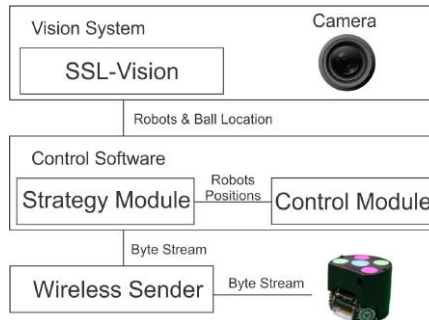 Vision System
Camera
SSL-Vision
Robots & Ball Location
Control Software
Strategy Module
Robots
Positions
Control Module
Byte Stream
Wireless Sender
Byte Stream